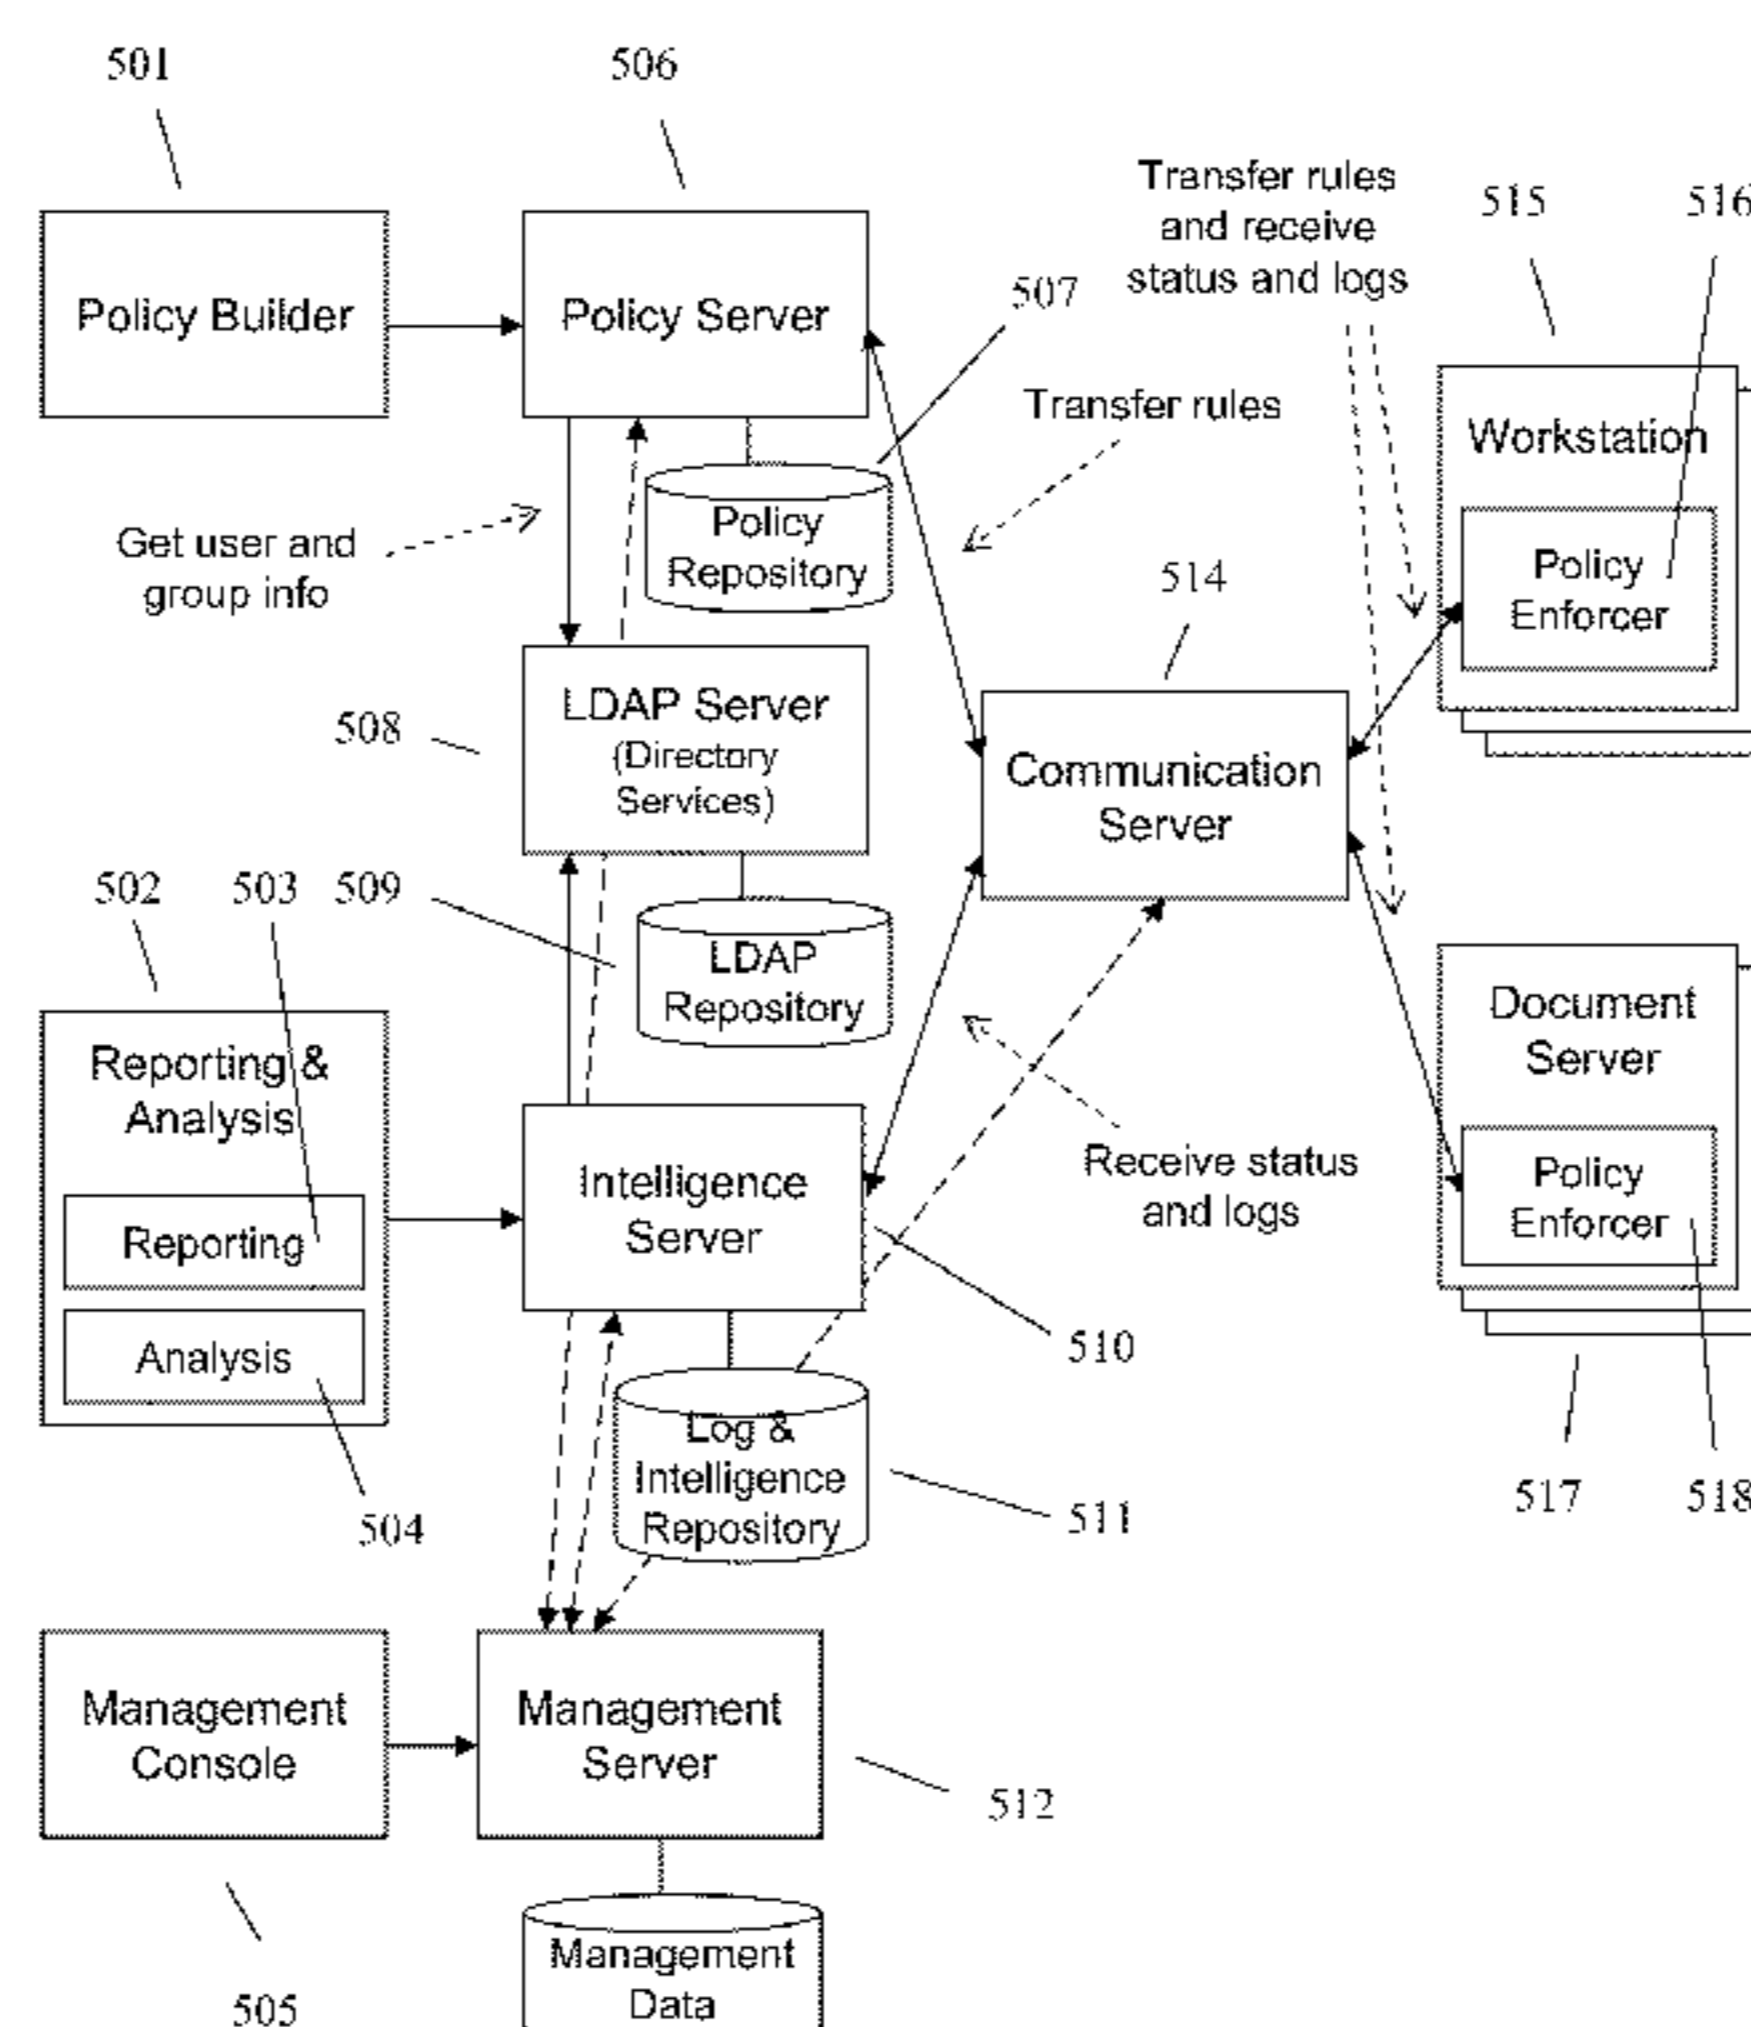 501
506
Transfer rules
and receive
status and logs
515
516
507
Policy Builder
Policy Server
Transfer rules
Workstation
Get user and
group info
Policy
Repository
514
Policy
Enforcer
508
LDAP Server
(Directory
Services)
Communication
Server
502
503
509
LDAP
Repository
Document
Server
Reporting &
Analysis
Reporting
Analysis
Intelligence
Server
Receive status
and logs
Policy
Enforcer
510
504
Log &
Intelligence
Repository
511
517
518
Management
Console
Management
Server
512
505
Management
Data